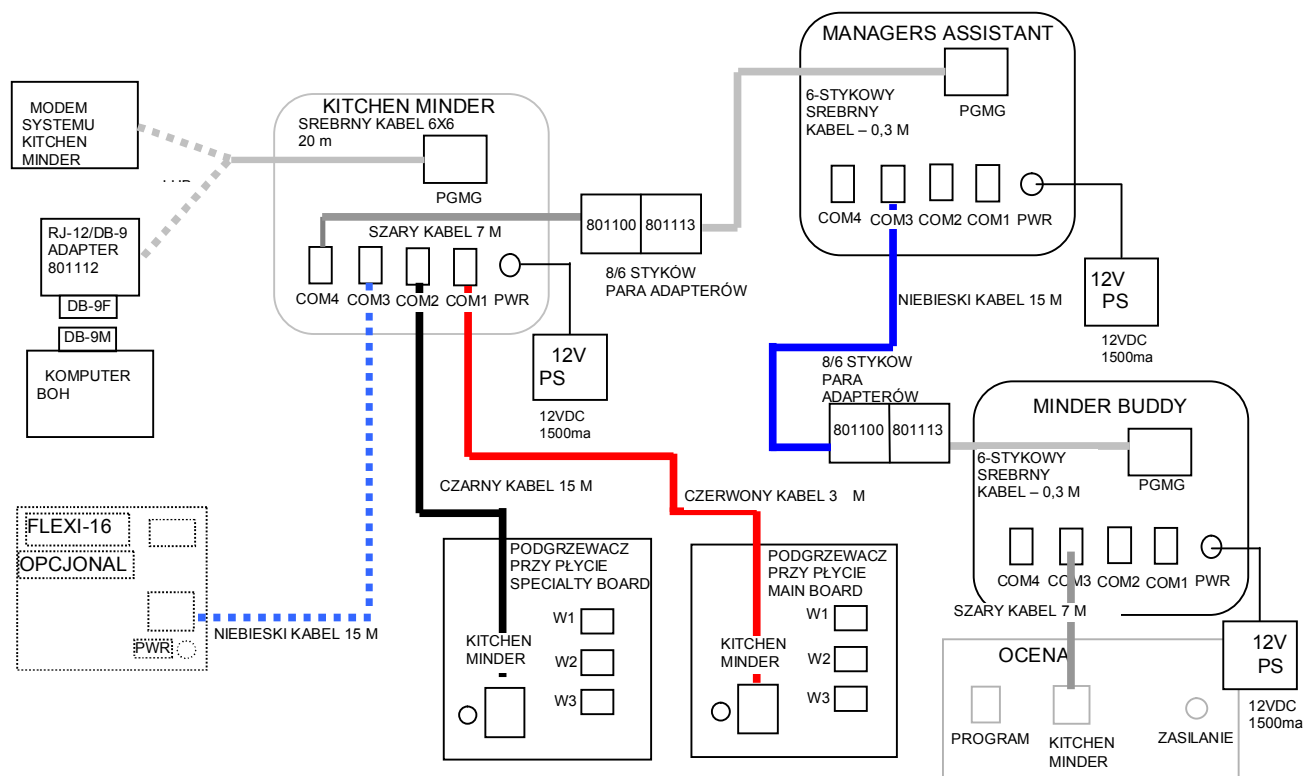 MODEM
SYSTEMU
KITCHEN
MINDER
RJ-12/DB-9
ADAPTER
801112
DB-9F
DB-9M
KOMPUTER
BOH
KITCHEN MINDER
SREBRNY KABEL 6X6
20 m
PGMG
SZARY KABEL 7 M
COM4
COM3
COM2
COM1
PWR
12V
PS
12VDC
1500ma
801100
801113
8/6 STYKÓW
PARA ADAPTERÓW
MANAGERS ASSISTANT
6-STYKOWY
SREBRNY
KABEL – 0,3 M
PGMG
COM4
COM3
COM2
COM1
PWR
12V
PS
12VDC
1500ma
NIEBIESKI KABEL 15 M
8/6 STYKÓW
PARA
ADAPTERÓW
801100
801113
MINDER BUDDY
6-STYKOWY
SREBRNY
KABEL – 0,3 M
PGMG
COM4
COM3
COM2
COM1
PWR
SZARY KABEL 7 M
12V
PS
12VDC
1500ma
OCENA
PROGRAM
KITCHEN
MINDER
ZASILANIE
FLEXI-16
OPCJONAL
PWR
NIEBIESKI KABEL 15 M
CZARNY KABEL 15 M
CZERWONY KABEL 3 M
PODGRZEWACZ
PRZY PŁYCIE
SPECIALTY BOARD
W1
W2
W3
KITCHEN
MINDER
PODGRZEWACZ
PRZY PŁYCIE
MAIN BOARD
W1
W2
W3
KITCHEN
MINDER